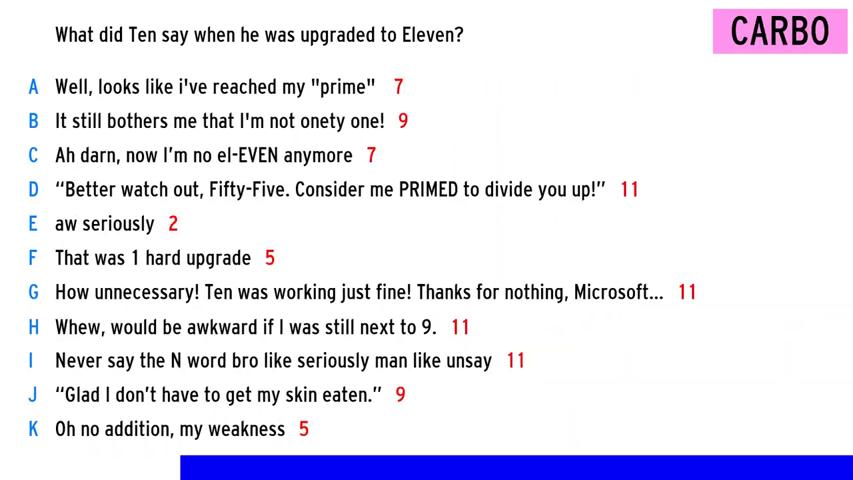 What did Ten say when he was upgraded to Eleven?
CARBO
A Well, looks like i've reached my "prime" 7
B It still bothers me that I'm not onety one! 9
C Ah darn, now I’m no el-EVEN anymore 7
D “Better watch out, Fifty-Five. Consider me PRIMED to divide you up!” 11
E aw seriously 2
F That was 1 hard upgrade 5
G How unnecessary! Ten was working just fine! Thanks for nothing, Microsoft... 11
H Whew, would be awkward if I was still next to 9. 11
I Never say the N word bro like seriously man like unsay 11
J “Glad I don’t have to get my skin eaten.” 9
K Oh no addition, my weakness 5